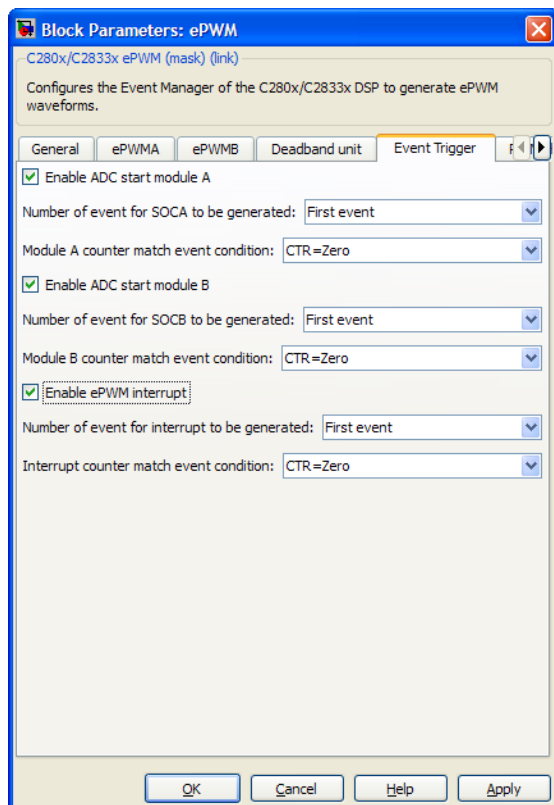 Block Parameters: ePWM
C280x/C2833x ePWM (mask) (link)
Configures the Event Manager of the C280x/C2833x DSP to generate ePWM
waveforms.
General ePWMA ePWMB Deadband unit Event Trigger
Enable ADC start module A
Number of event for SOCA to be generated: First event
Module A counter match event condition: CTR=Zero
Enable ADC start module B
Number of event for SOCB to be generated: First event
Module B counter match event condition: CTR=Zero
Enable ePWM interrupt
Number of event for interrupt to be generated: First event
Interrupt counter match event condition: CTR=Zero
OK Cancel Help Apply